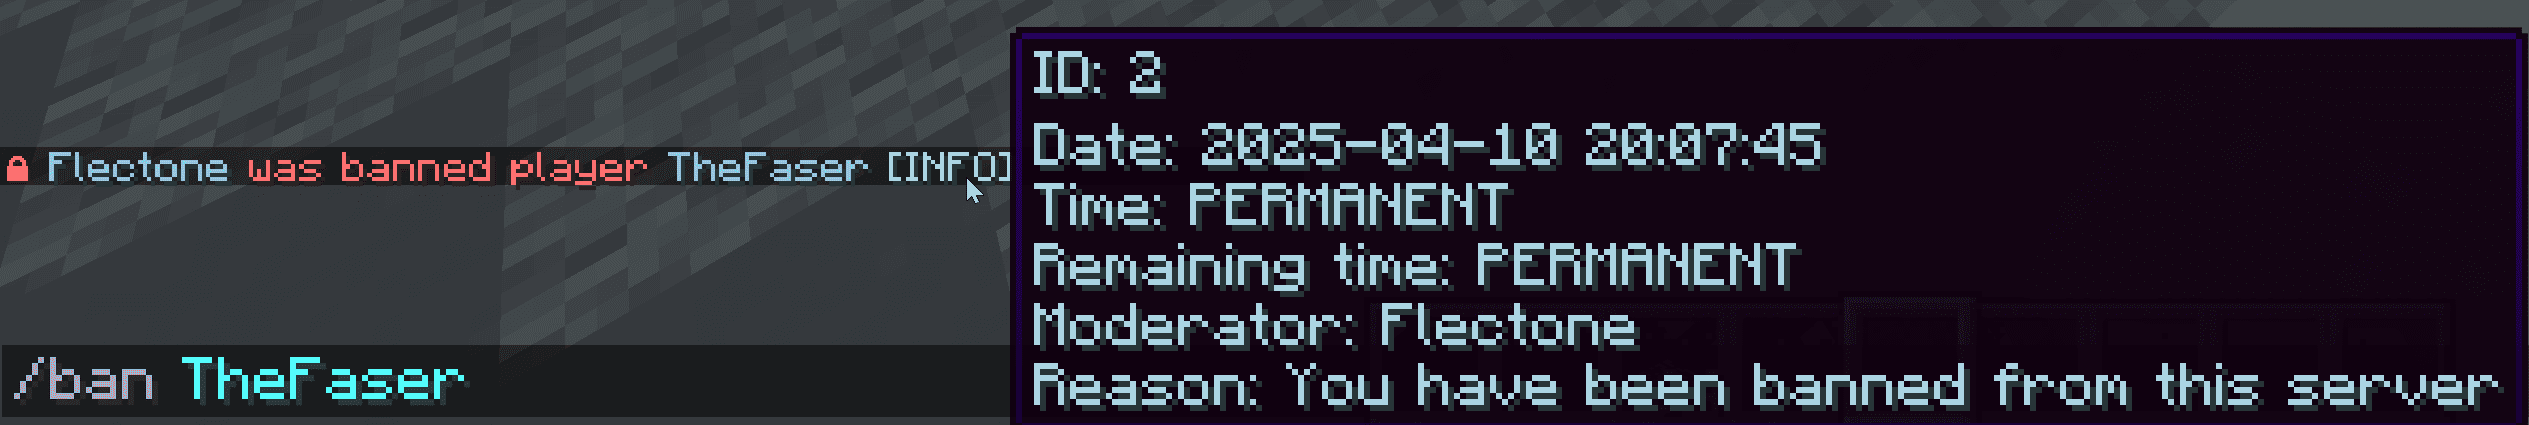 Flectone was banned player TheFaser [INFO]
/ban TheFaser
ID: 2
Date: 2025-04-10 20:07:45
Time: PERMANENT
Remaining time: PERMANENT
Moderator: Flectone
Reason: You have been banned from this server